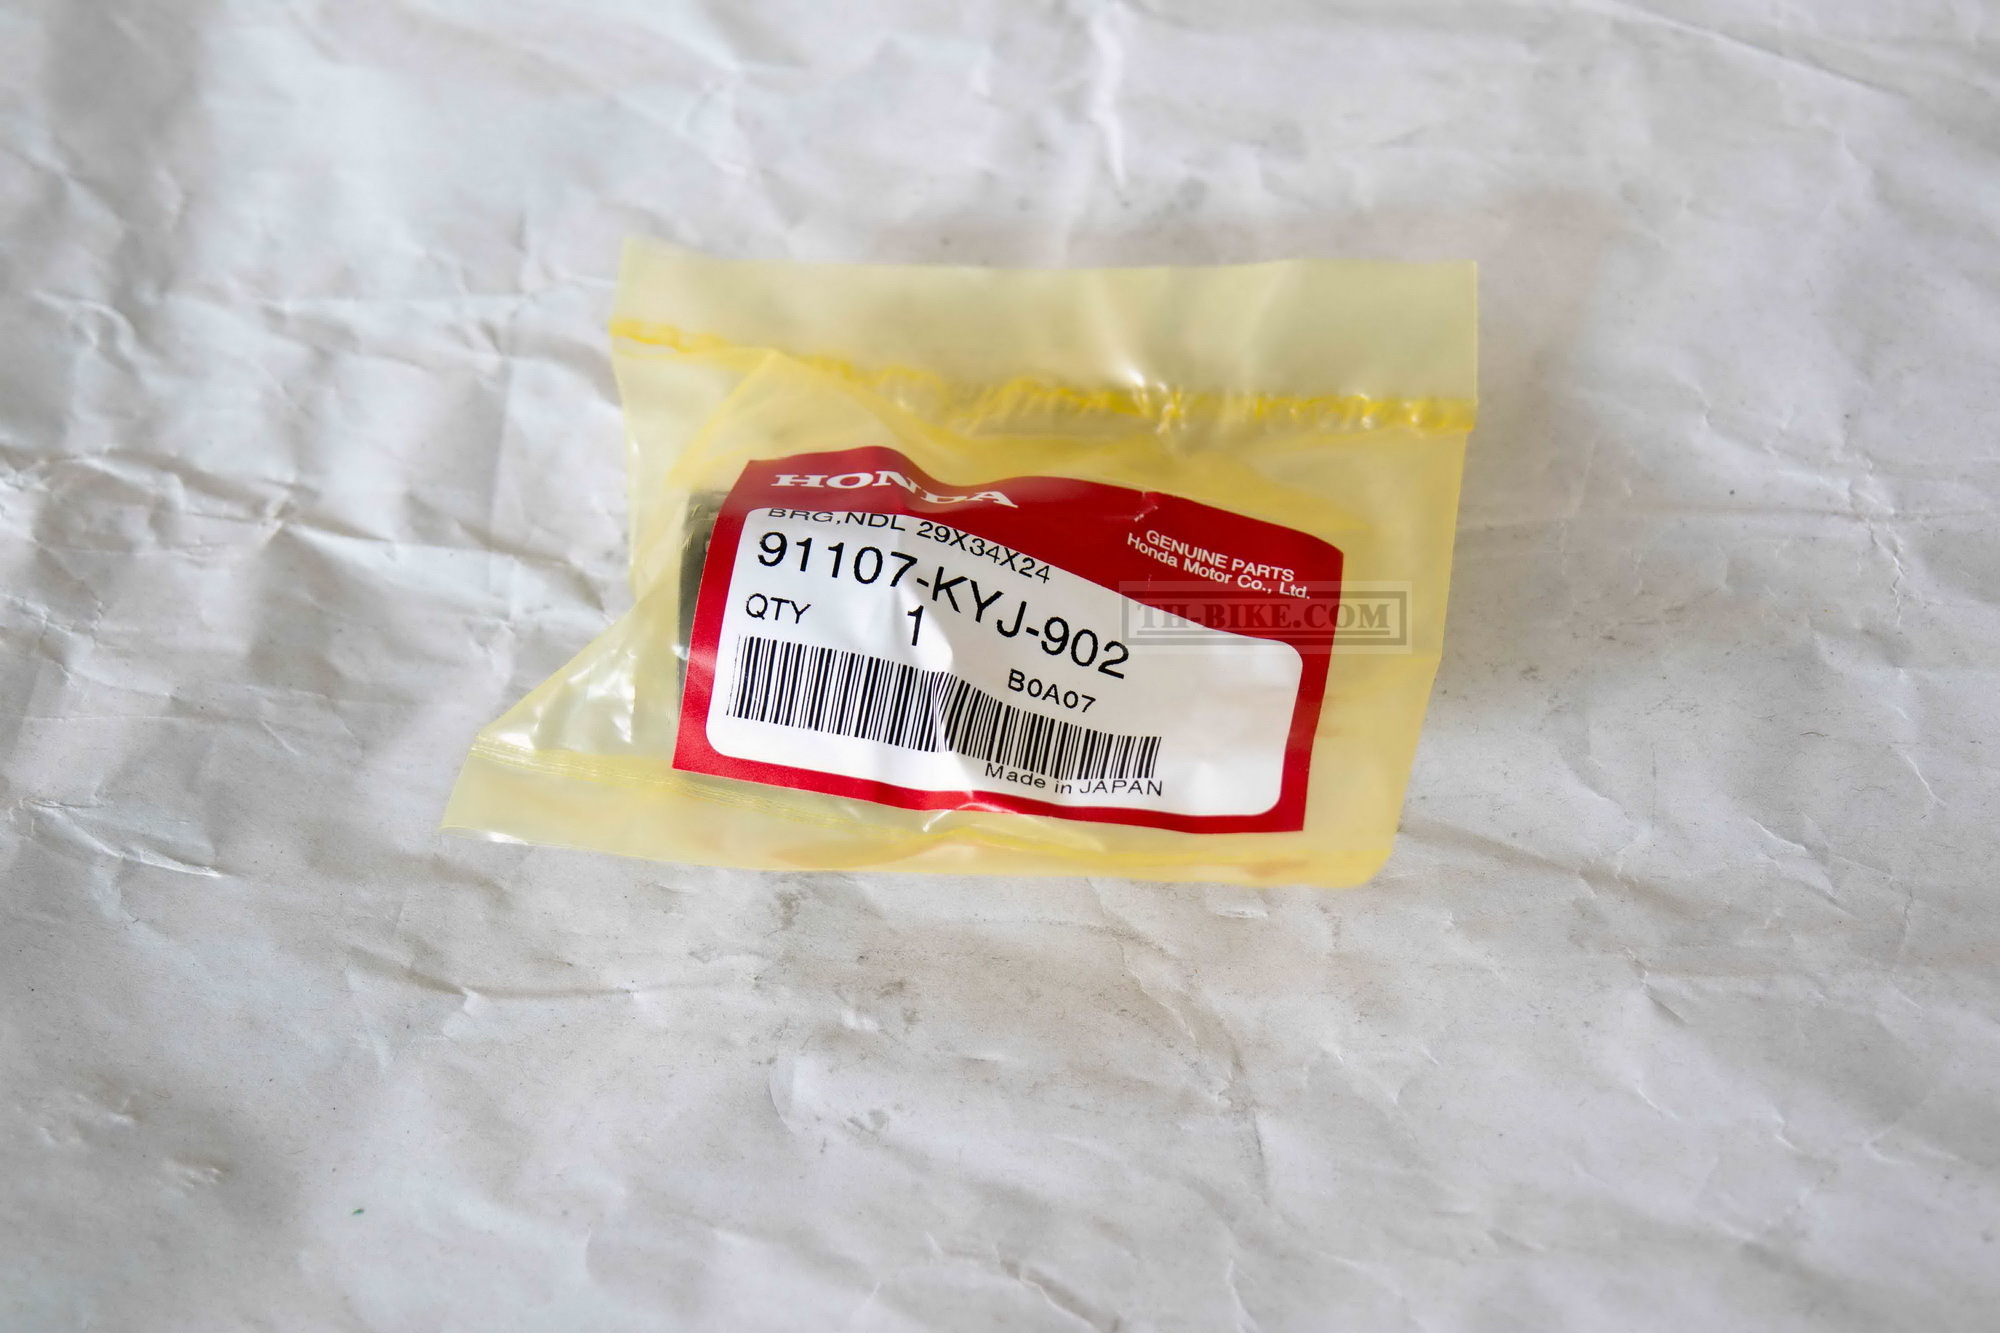 HONDA
GENUINE PARTS
Honda Motor Co., Ltd.
BRG,NDL 29X34X24
91107-KYJ-902
QTY 1
B0A07
Made in JAPAN
TH-BIKE.COM